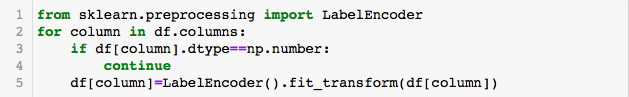 1 from sklearn.preprocessing import LabelEncoder
2 for column in df.columns:
3     if df[column].dtype==np.number:
4         continue
5     df[column]=LabelEncoder().fit_transform(df[column])